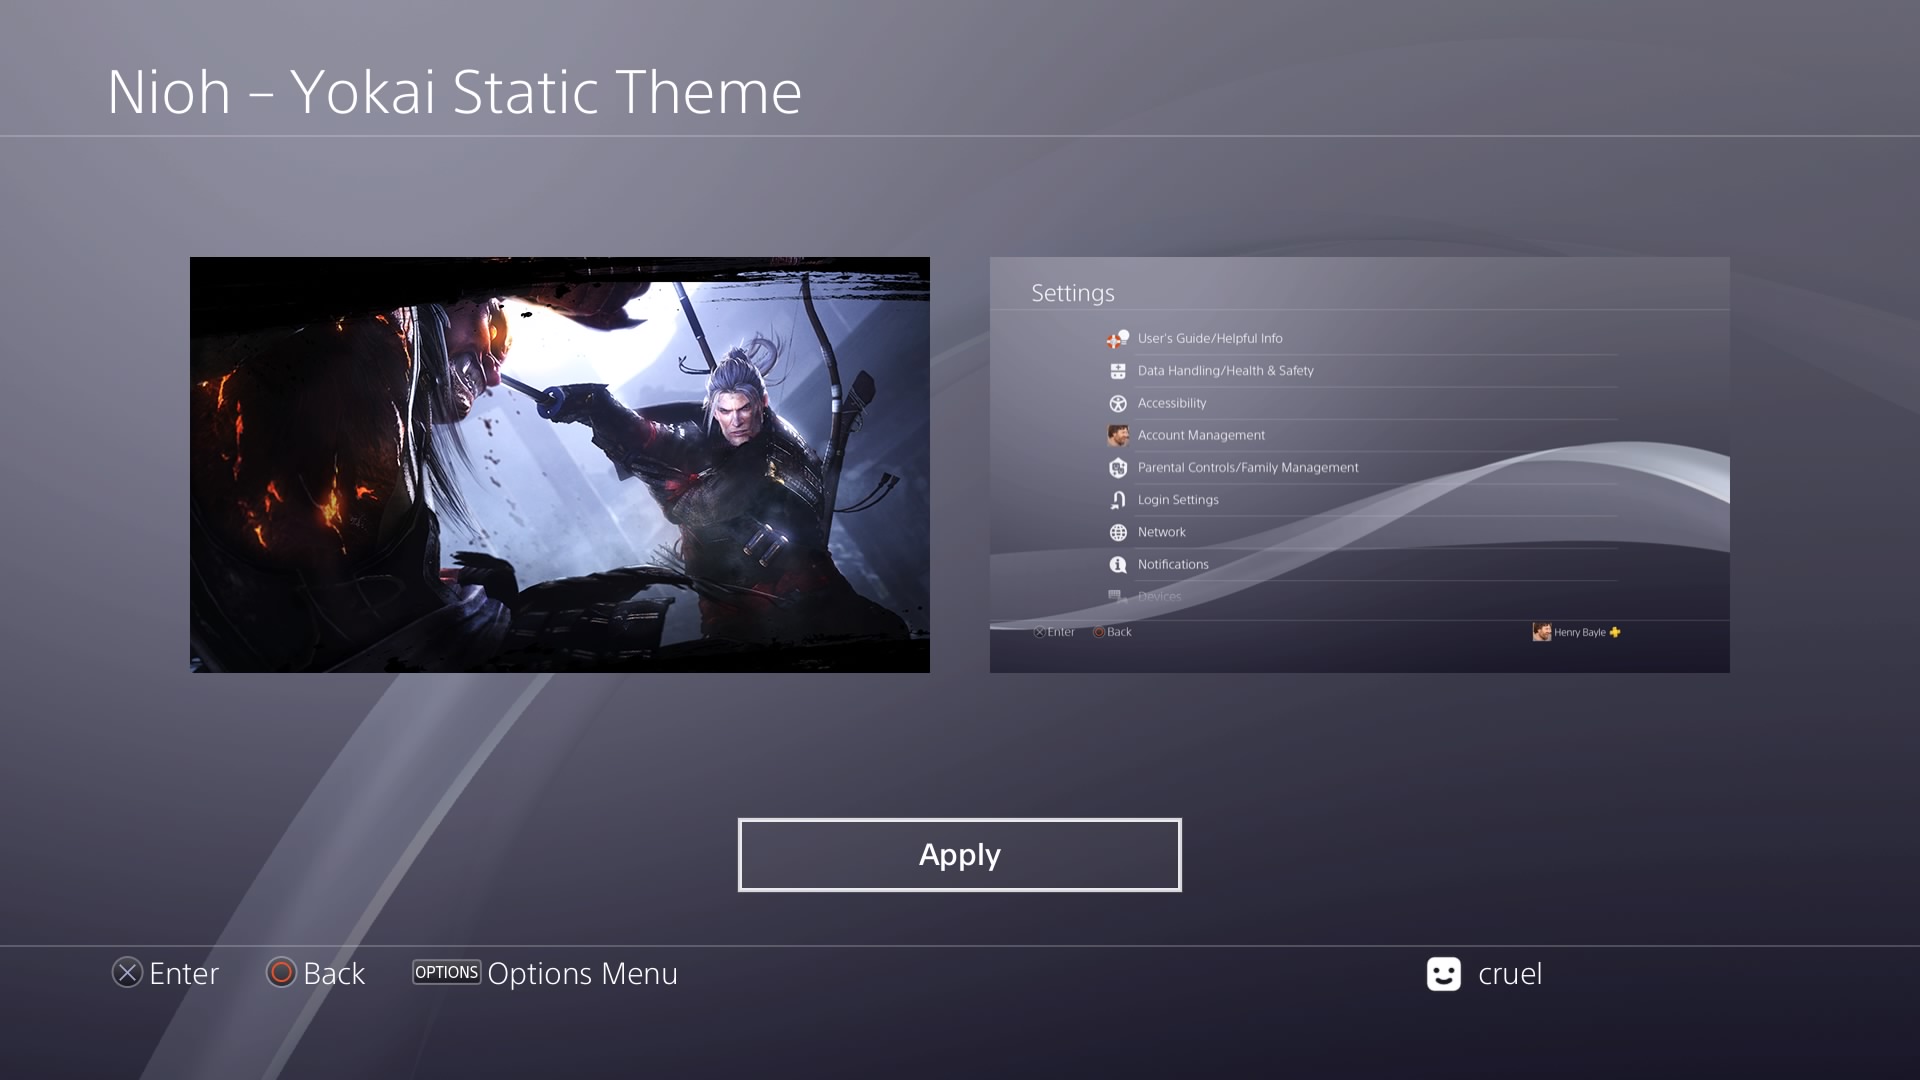 Nioh – Yokai Static Theme
Settings
User's Guide/Helpful Info
Data Handling/Health & Safety
Accessibility
Account Management
Parental Controls/Family Management
Login Settings
Network
Notifications
Devices
Enter Back Henry Bayle
Apply
Enter Back OPTIONS Options Menu cruel